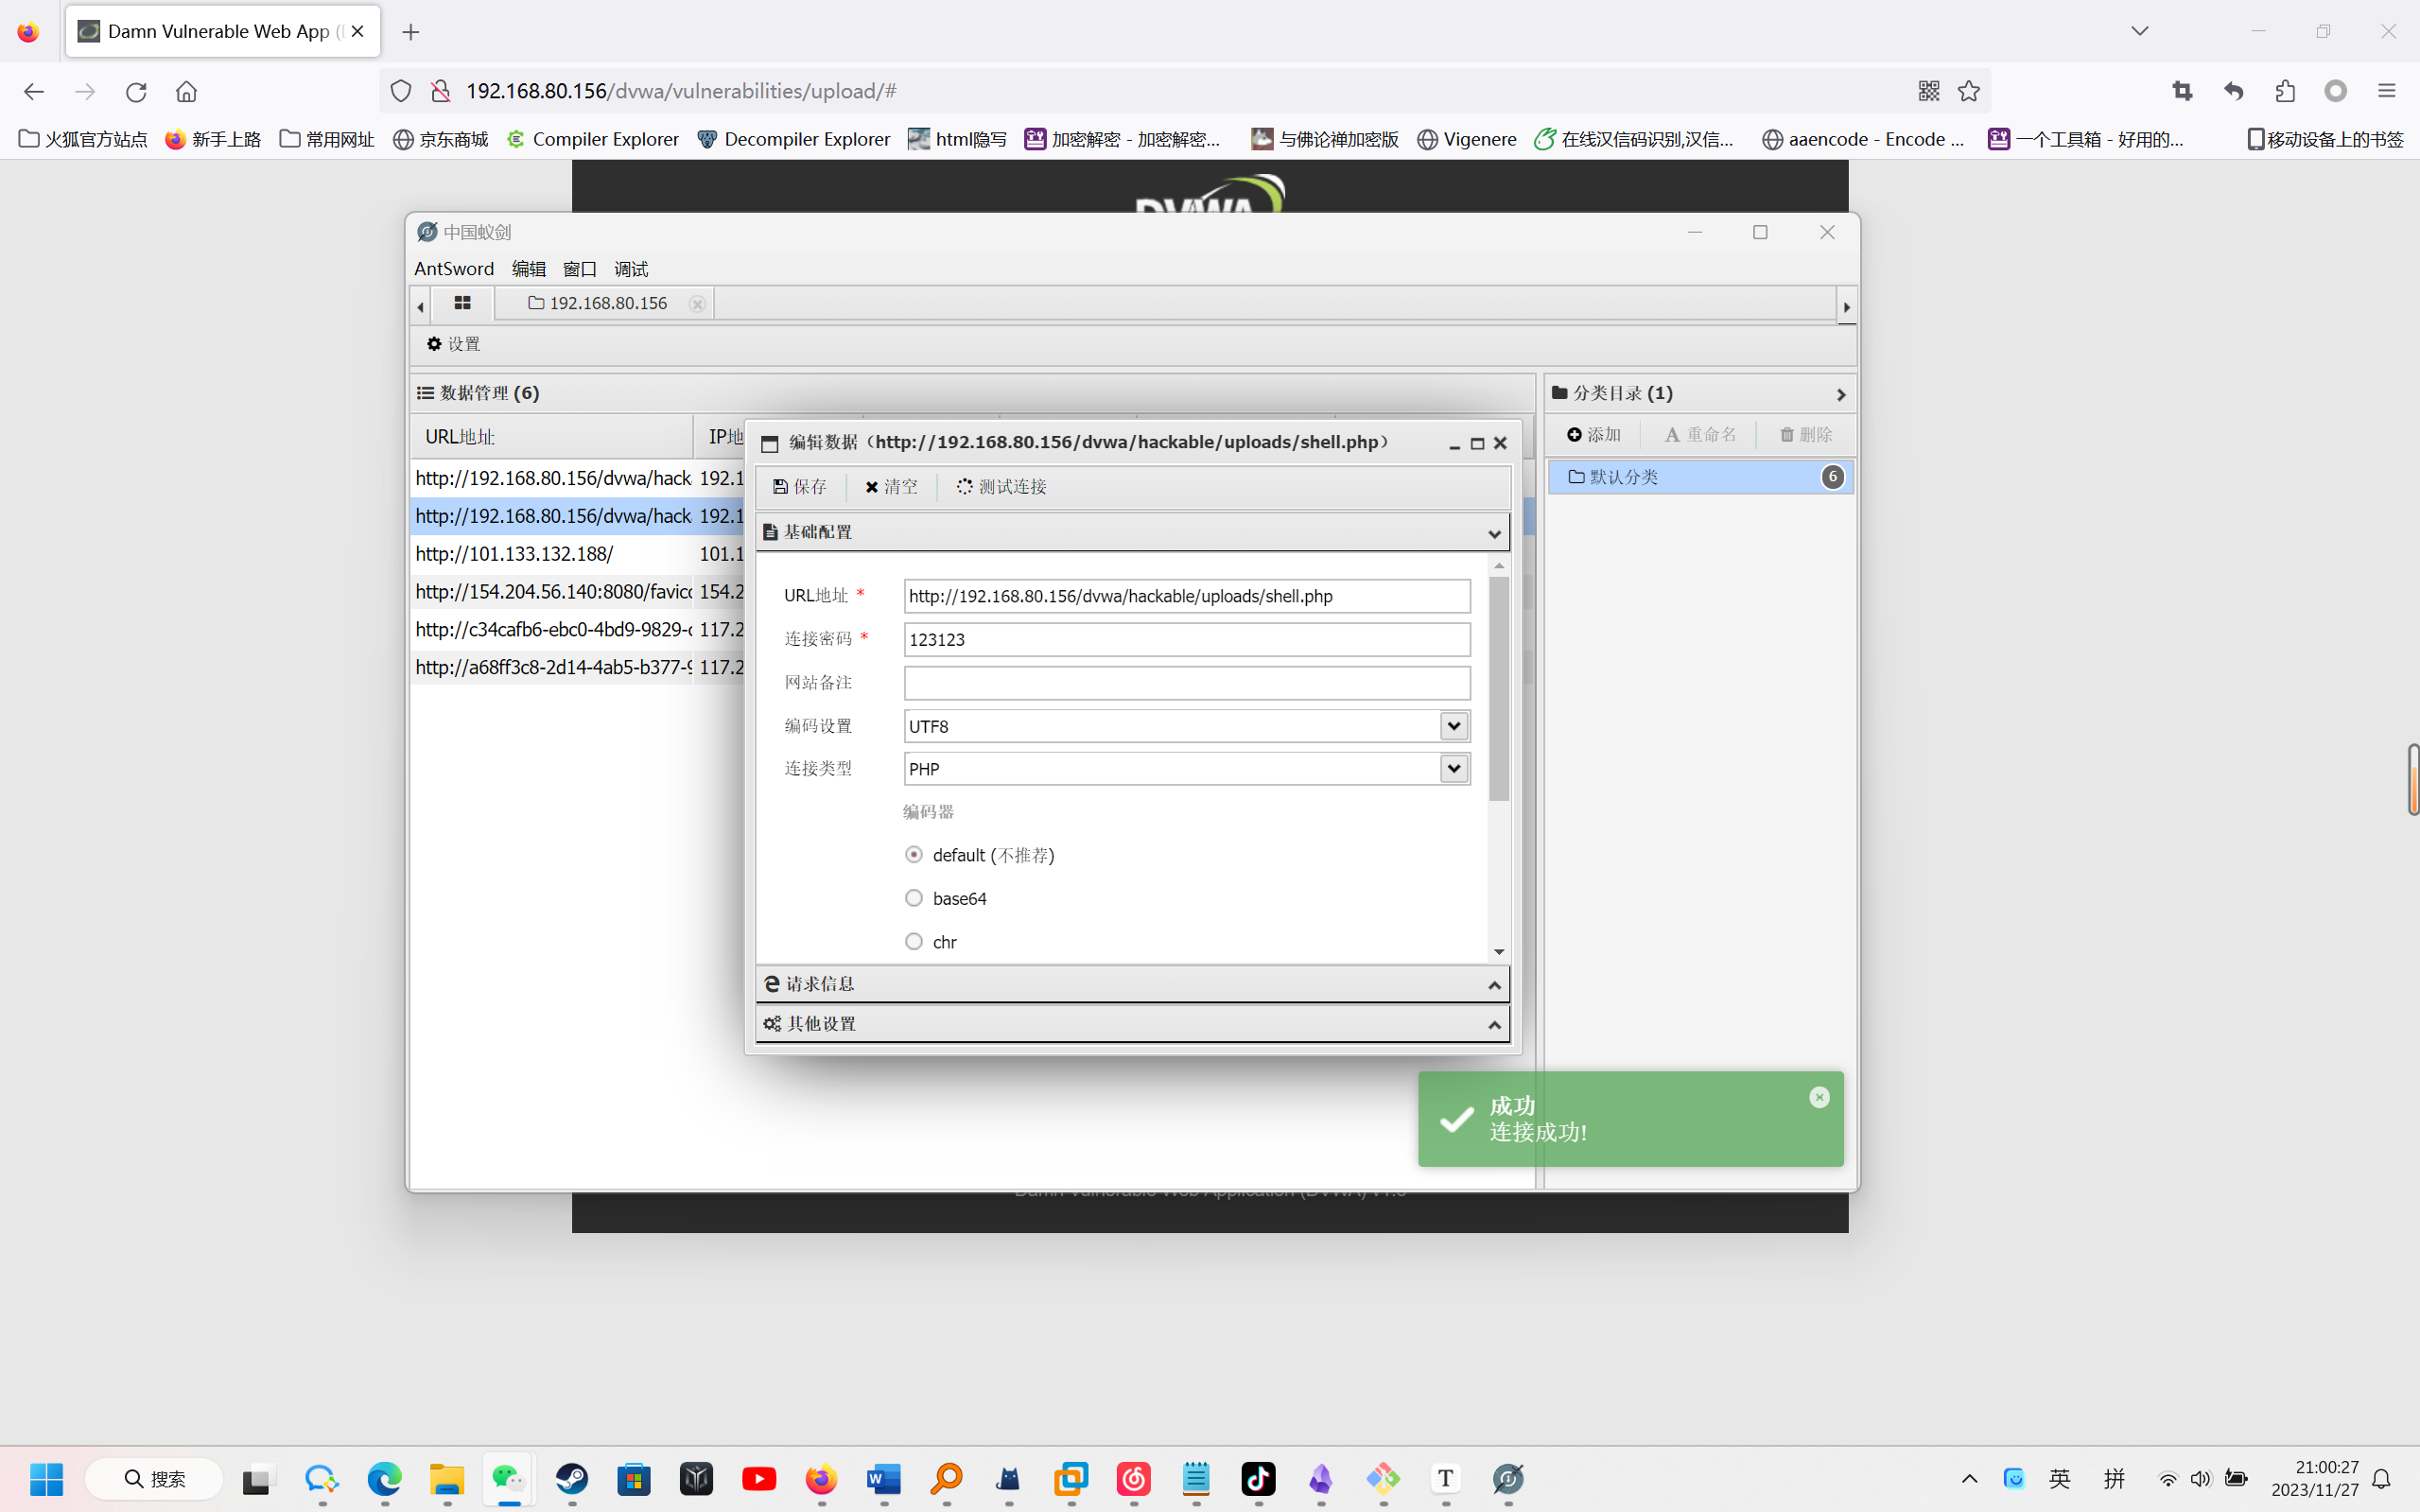 Damn Vulnerable Web App (
192.168.80.156/dvwa/vulnerabilities/upload/#
火狐官方站点 新手上路 常用网址 京东商城 Compiler Explorer Decompiler Explorer html隐写 加密解密 - 加密解密... 与佛论禅加密版 Vigenere 在线汉信码识别,汉信... aaencode - Encode ... 一个工具箱 - 好用的... 移动设备上的书签
DVWA
中国蚁剑
AntSword 编辑 窗口 调试
192.168.80.156
设置
数据管理 (6)
分类目录 (1)
URL地址 IP地
添加 重命名 删除
默认分类 6
http://192.168.80.156/dvwa/hack 192.1
http://192.168.80.156/dvwa/hack 192.1
http://101.133.132.188/ 101.1
http://154.204.56.140:8080/favic 154.2
http://c34cafb6-ebc0-4bd9-9829- 117.2
http://a68ff3c8-2d14-4ab5-b377- 117.2
编辑数据（http://192.168.80.156/dvwa/hackable/uploads/shell.php）
保存 清空 测试连接
基础配置
URL地址 * http://192.168.80.156/dvwa/hackable/uploads/shell.php
连接密码 * 123123
网站备注
编码设置 UTF8
连接类型 PHP
编码器
default (不推荐)
base64
chr
请求信息
其他设置
成功
连接成功!
Damn Vulnerable Web Application (DVWA) v1.
搜索
英 拼
21:00:27
2023/11/27